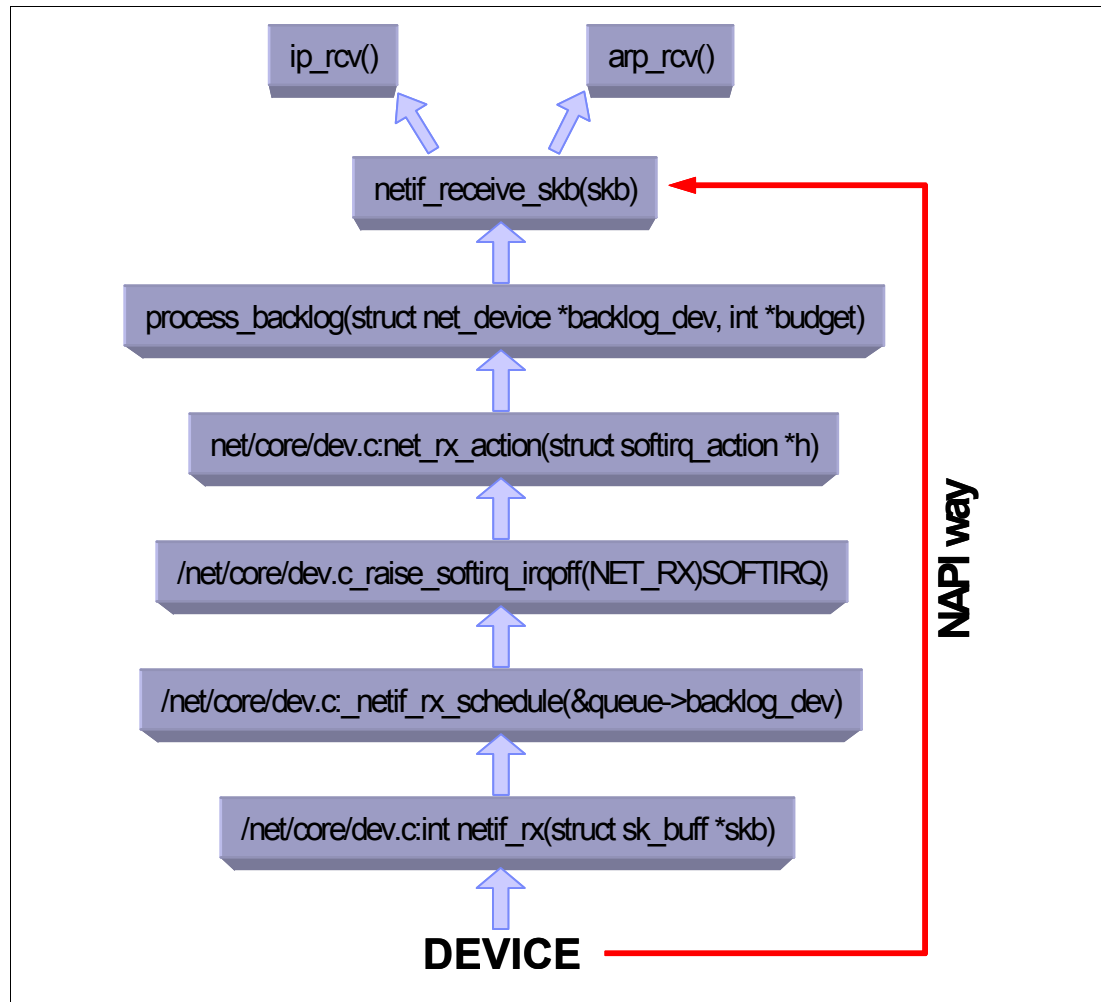 ip_rcv()
arp_rcv()
netif_receive_skb(skb)
process_backlog(struct net_device *backlog_dev, int *budget)
net/core/dev.c:net_rx_action(struct softirq_action *h)
/net/core/dev.c_raise_softirq_irqoff(NET_RX)SOFTIRQ)
/net/core/dev.c:_netif_rx_schedule(&queue->backlog_dev)
/net/core/dev.c:int netif_rx(struct sk_buff *skb)
DEVICE
NAPI way